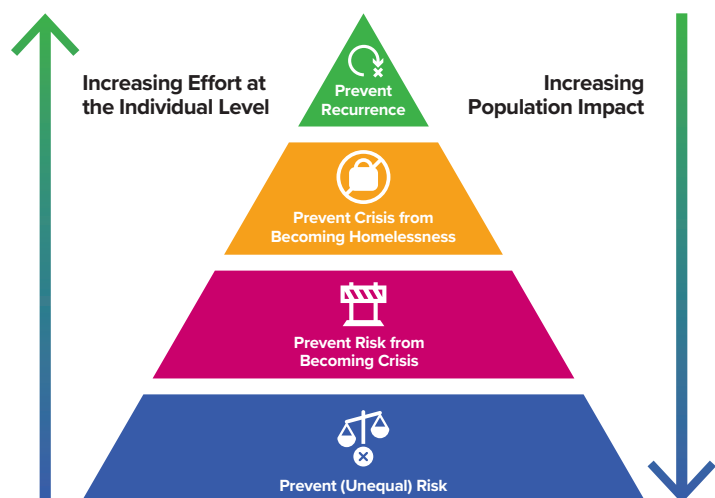 Prevent
Recurrence
Increasing Effort at
the Individual Level
Increasing
Population Impact
Prevent Crisis from
Becoming Homelessness
Prevent Risk from
Becoming Crisis
Prevent (Unequal) Risk